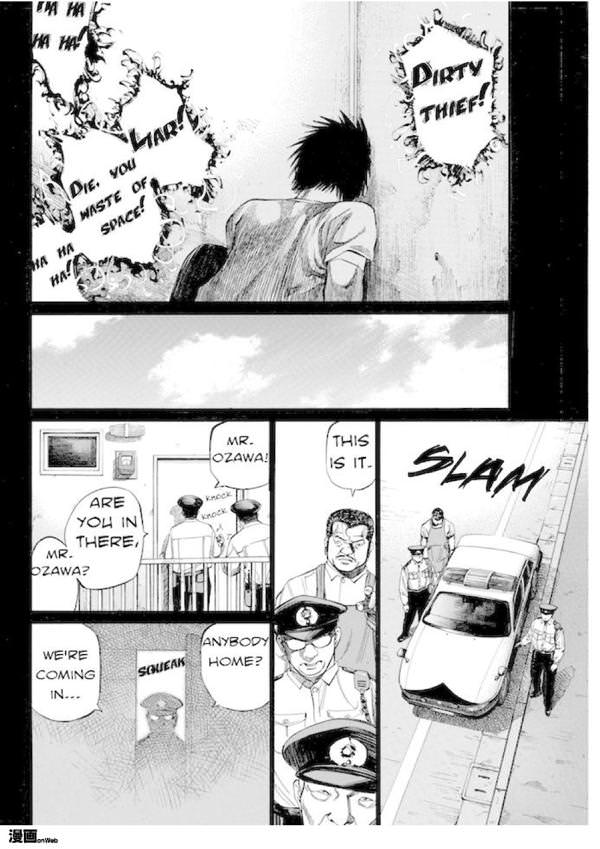 DIRTY
THIEF!
HA HA
HA HA!
LIAR!
DIE, YOU
WASTE OF
SPACE!
HA HA
HA!
SLAM
THIS
IS IT.
MR.
OZAWA!
knock
knock
ARE
YOU IN
THERE,
MR.
OZAWA?
ANYBODY
HOME?
SQUEAK
WE'RE
COMING
IN...
漫画onWeb